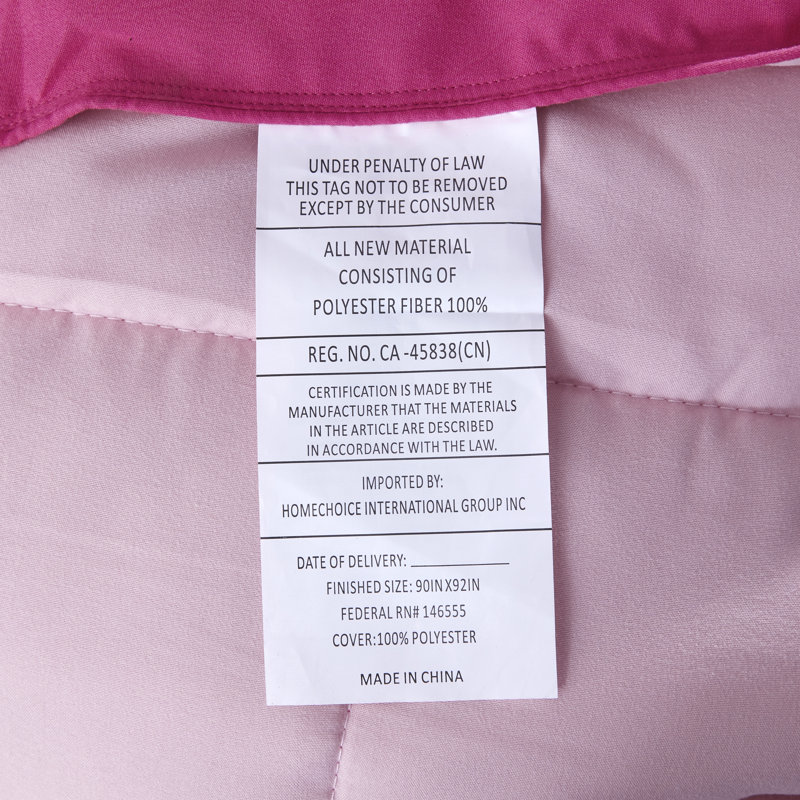 UNDER PENALTY OF LAW
THIS TAG NOT TO BE REMOVED
EXCEPT BY THE CONSUMER
ALL NEW MATERIAL
CONSISTING OF
POLYESTER FIBER 100%
REG. NO. CA -45838(CN)
CERTIFICATION IS MADE BY THE
MANUFACTURER THAT THE MATERIALS
IN THE ARTICLE ARE DESCRIBED
IN ACCORDANCE WITH THE LAW.
IMPORTED BY:
HOMECHOICE INTERNATIONAL GROUP INC
DATE OF DELIVERY: ___________
FINISHED SIZE: 90IN X92IN
FEDERAL RN# 146555
COVER:100% POLYESTER
MADE IN CHINA